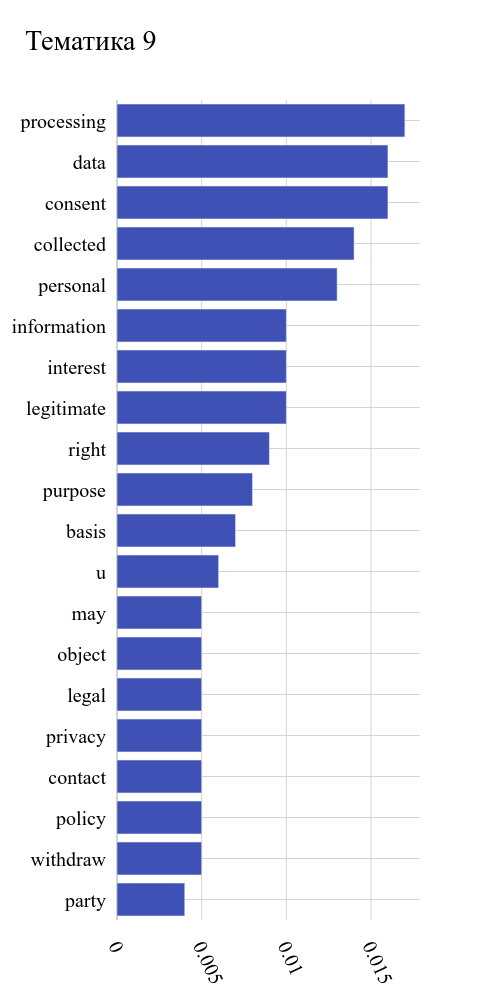 Тематика 9
processing
data
consent
collected
personal
information
interest
legitimate
right
purpose
basis
u
may
object
legal
privacy
contact
policy
withdraw
party
0
0.005
0.01
0.015